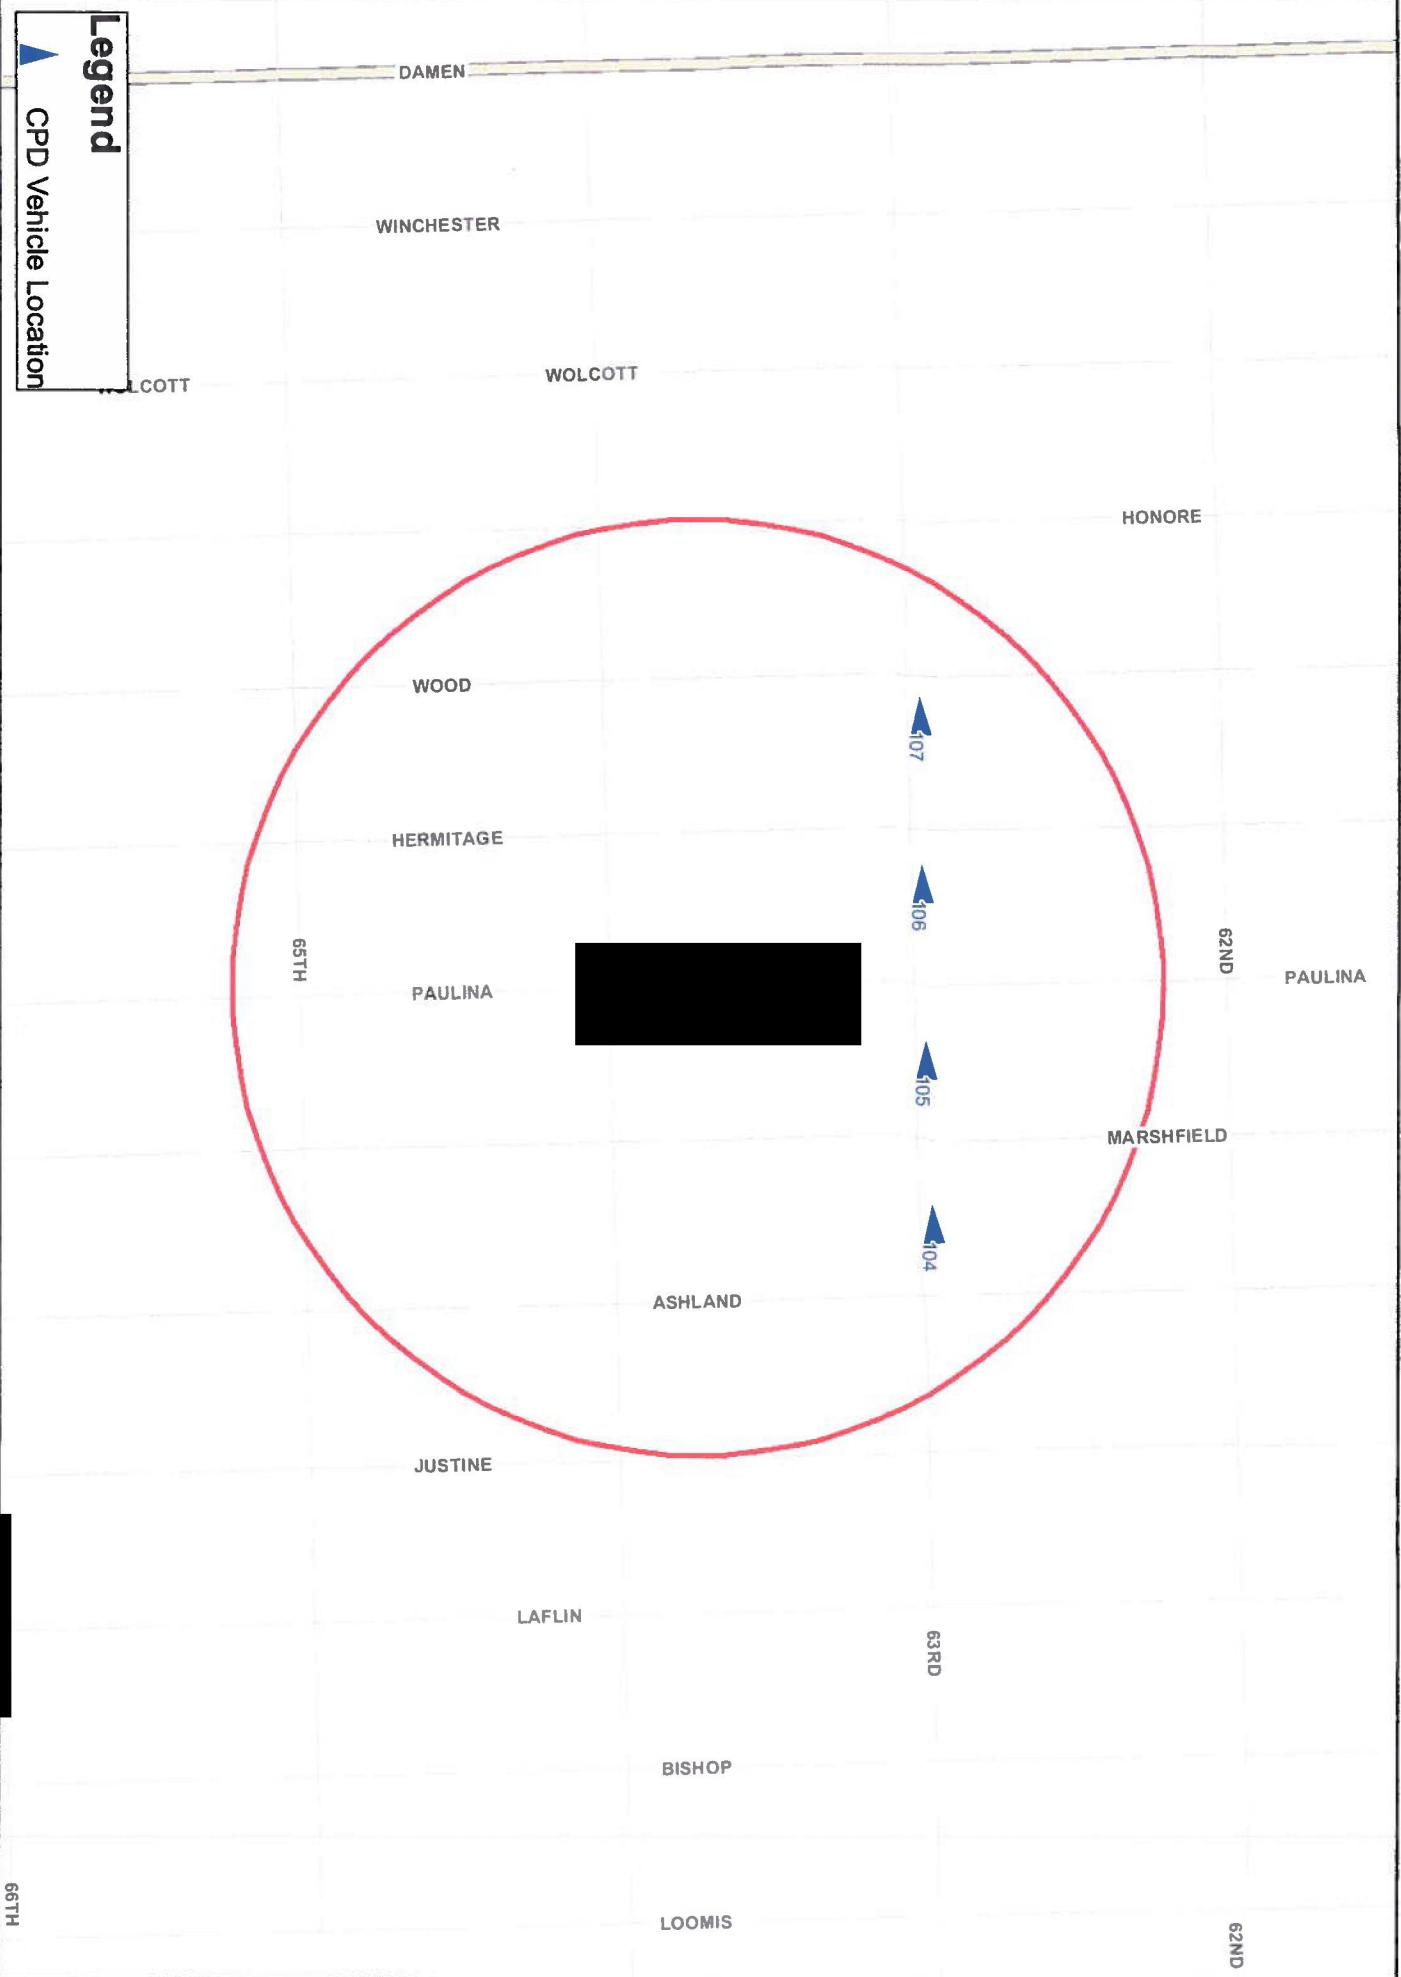 Legend
CPD Vehicle Location
DAMEN
WINCHESTER
WOLCOTT
LCOTT
HONORE
WOOD
107
HERMITAGE
106
65TH
PAULINA
62ND
PAULINA
105
MARSHFIELD
104
ASHLAND
JUSTINE
LAFLIN
63RD
BISHOP
LOOMIS
66TH
62ND